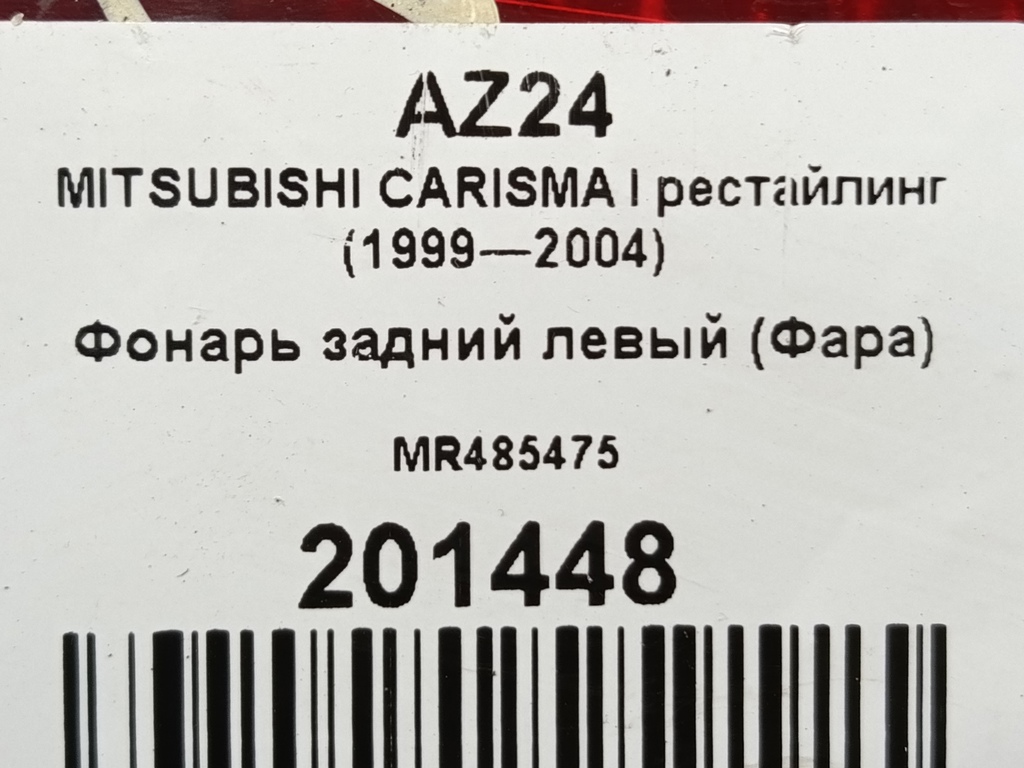 AZ24
MITSUBISHI CARISMA I рестайлинг
(1999—2004)
Фонарь задний левый (Фара)
MR485475
201448